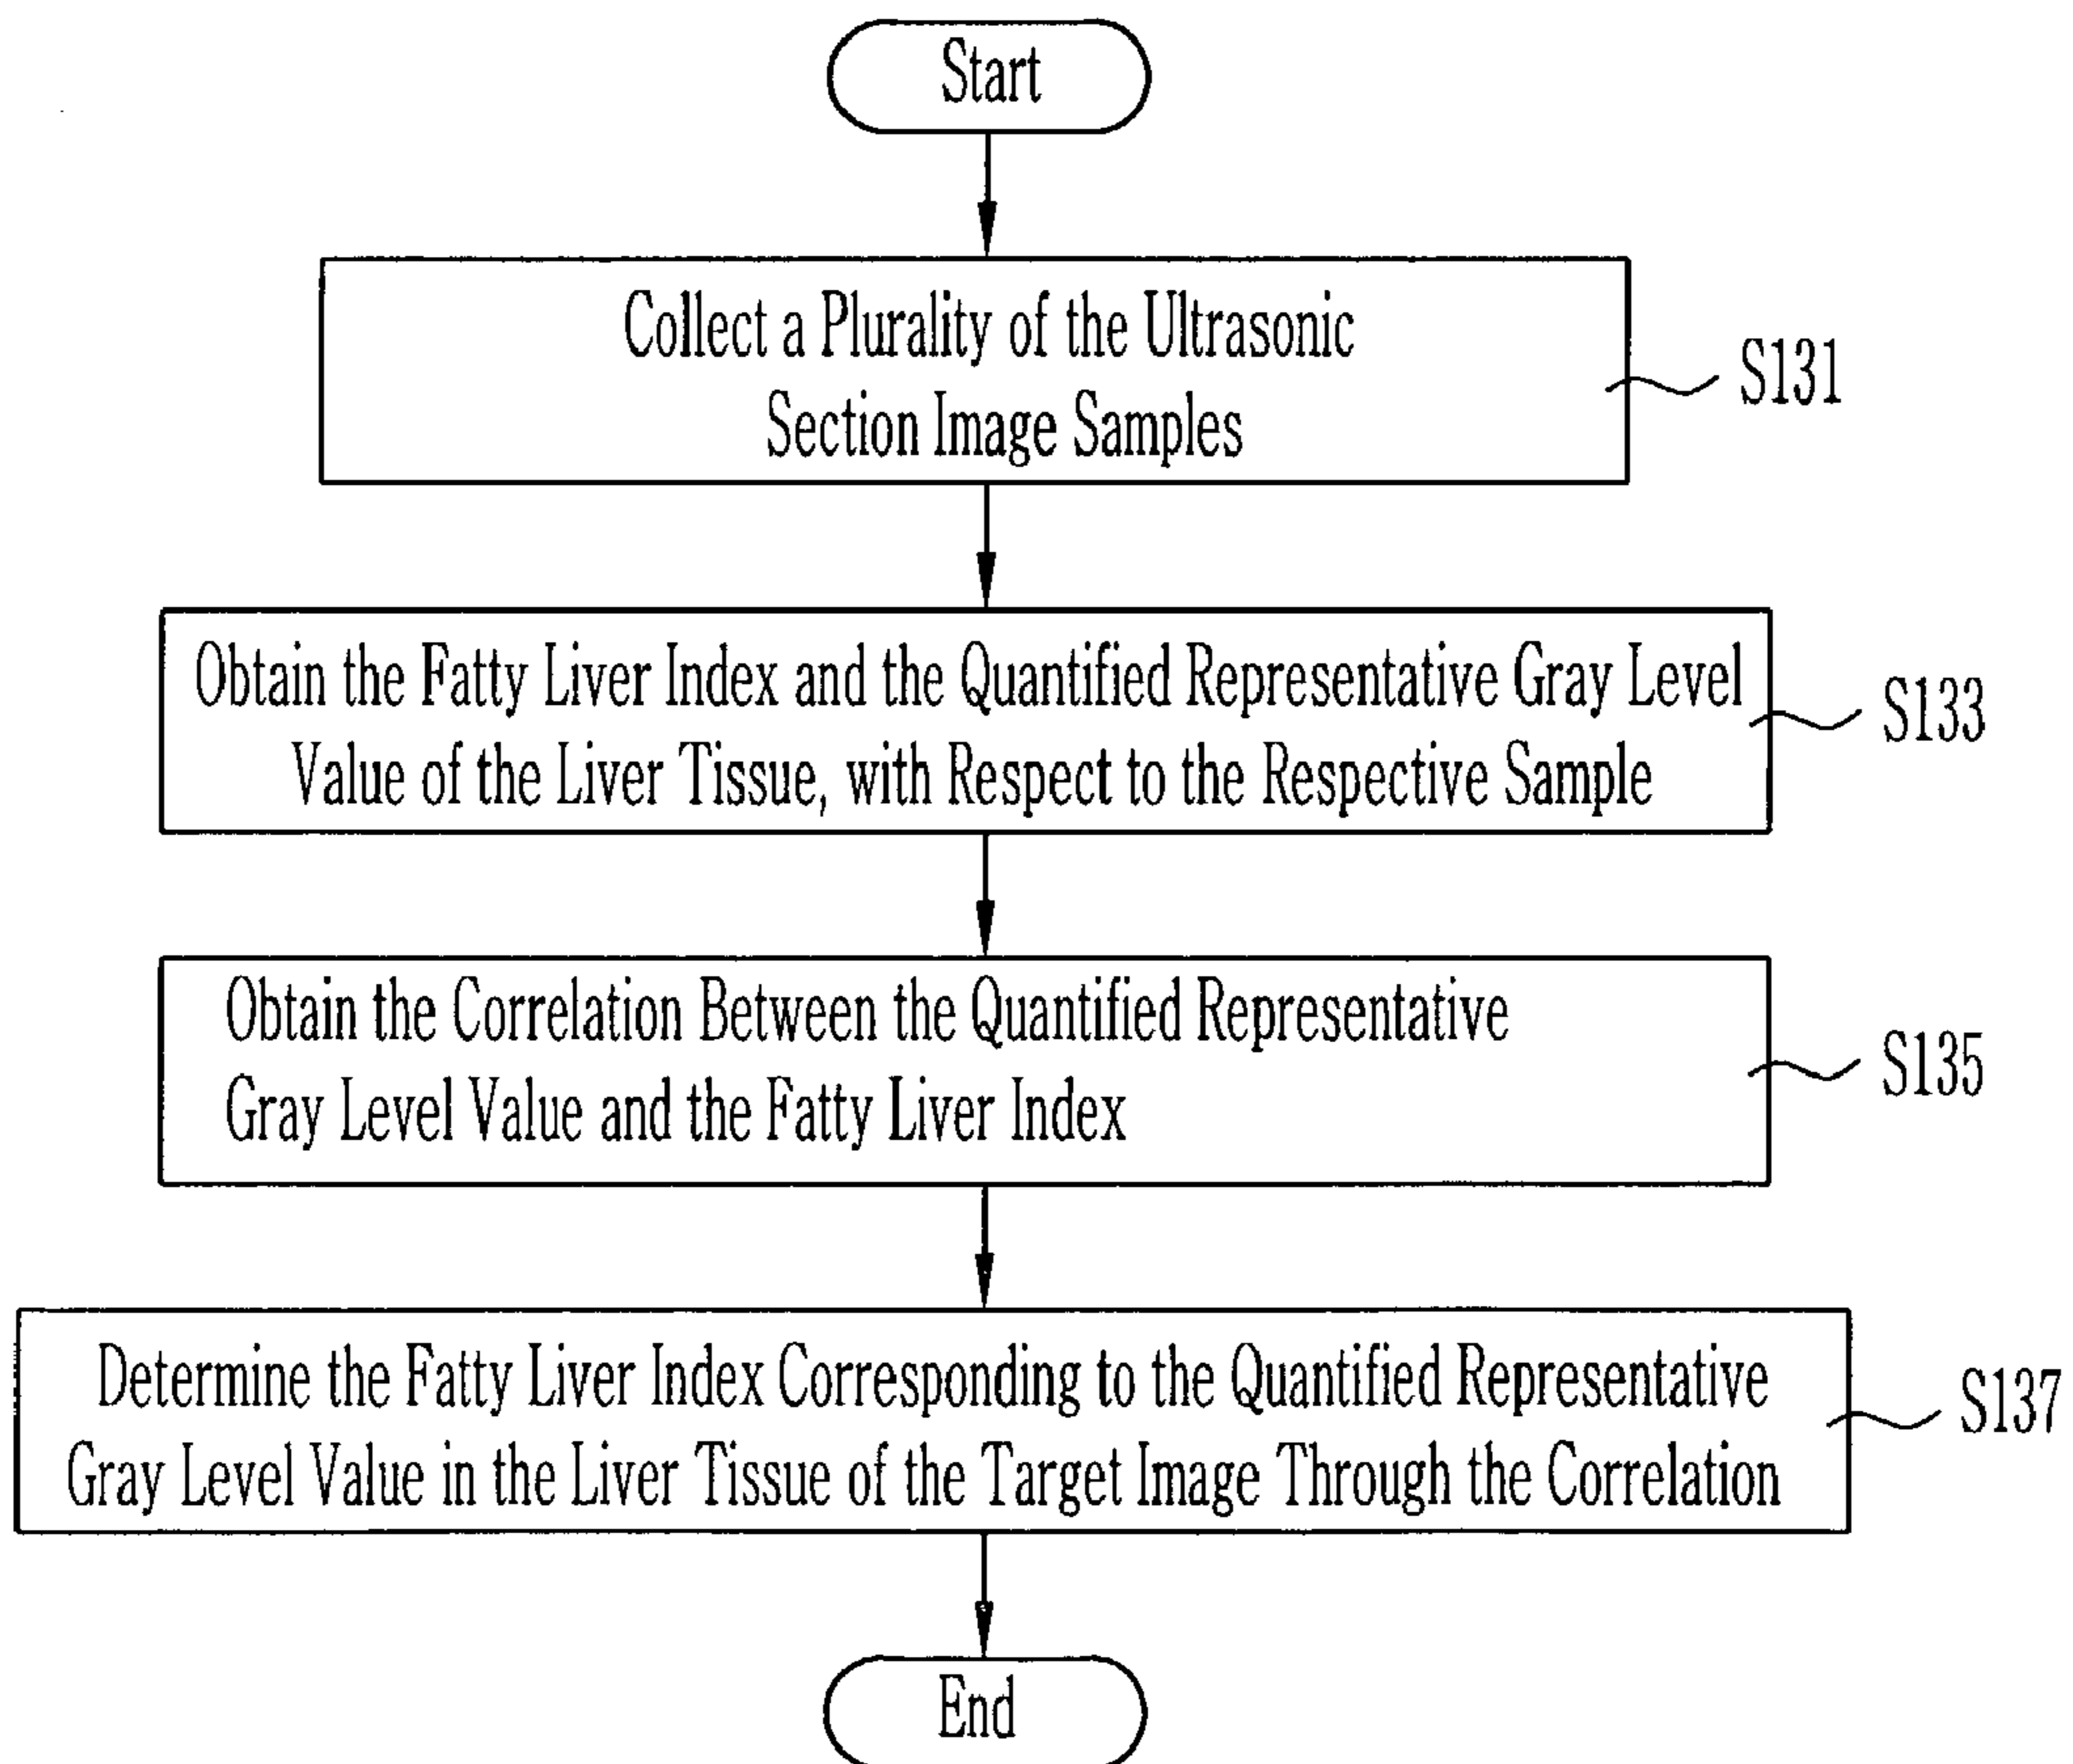 Start
Collect a Plurality of the Ultrasonic
Section Image Samples
S131
Obtain the Fatty Liver Index and the Quantified Representative Gray Level
Value of the Liver Tissue, with Respect to the Respective Sample
S133
Obtain the Correlation Between the Quantified Representative
Gray Level Value and the Fatty Liver Index
S135
Determine the Fatty Liver Index Corresponding to the Quantified Representative
Gray Level Value in the Liver Tissue of the Target Image Through the Correlation
S137
End